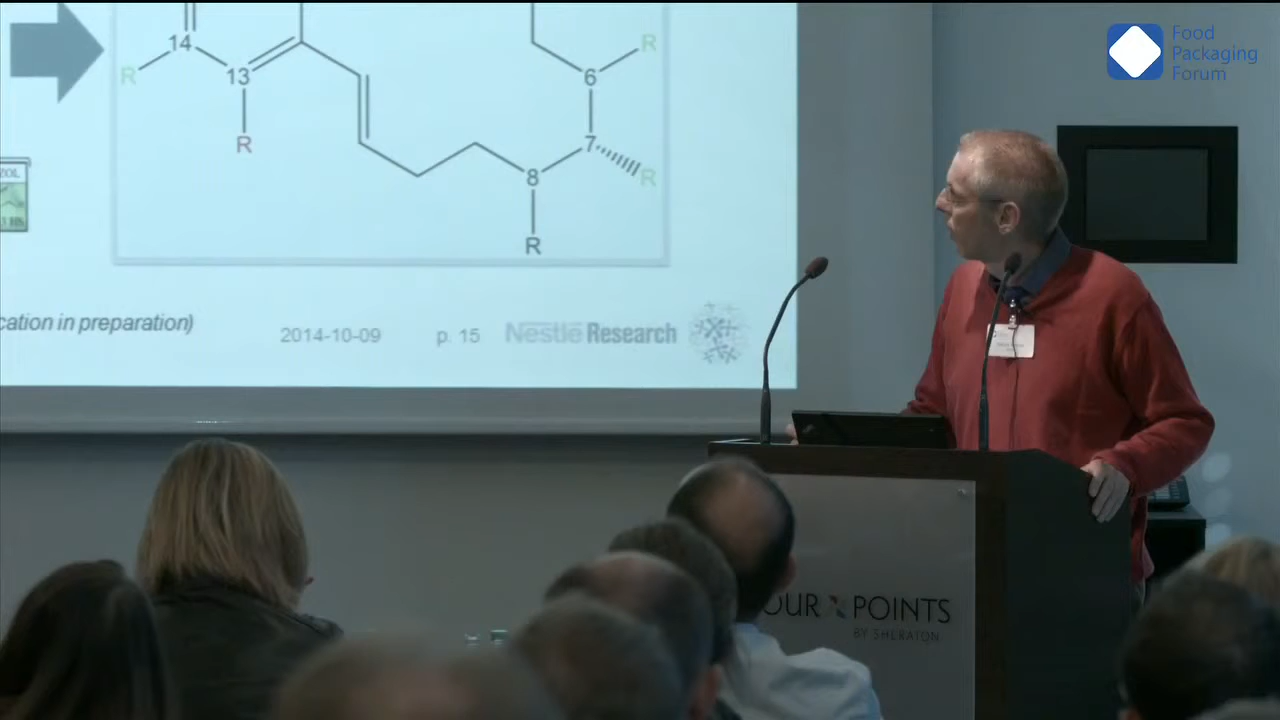 14
R
13
R
6
R
7
R
8
R
ZOL
cation in preparation)
2014-10-09
p. 15
Nestlé Research
Food
Packaging
Forum
OUR POINTS
BY SHERATON